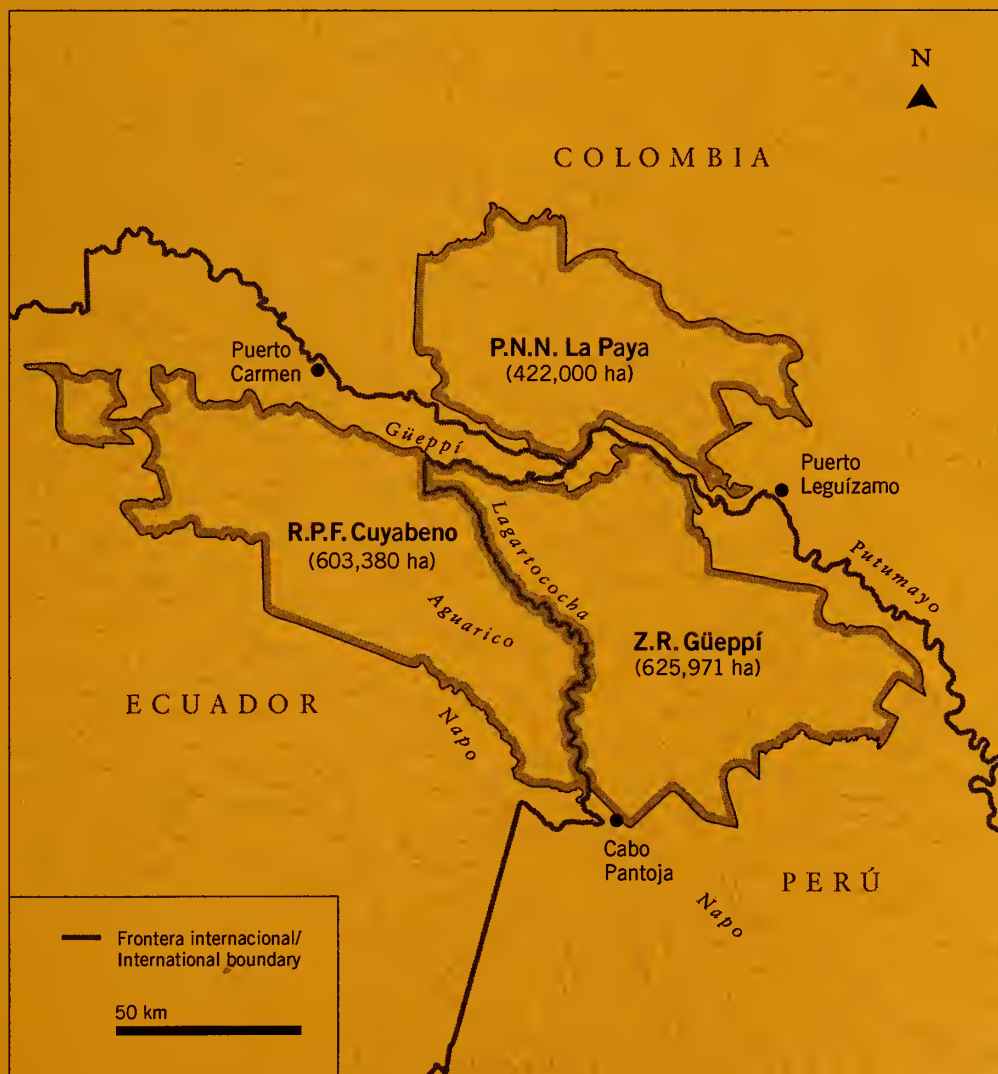 N
COLOMBIA
P.N.N. La Paya
(422,000 ha)
Puerto
Carmen
Güeppí
Puerto
Leguízamo
R.P.F. Cuyabeno
(603,380 ha)
Lagartococha
Putumayo
Aguarico
Z.R. Güeppí
(625,971 ha)
ECUADOR
Napo
Cabo
Pantoja
PERÚ
Napo
Frontera internacional/
International boundary
50 km